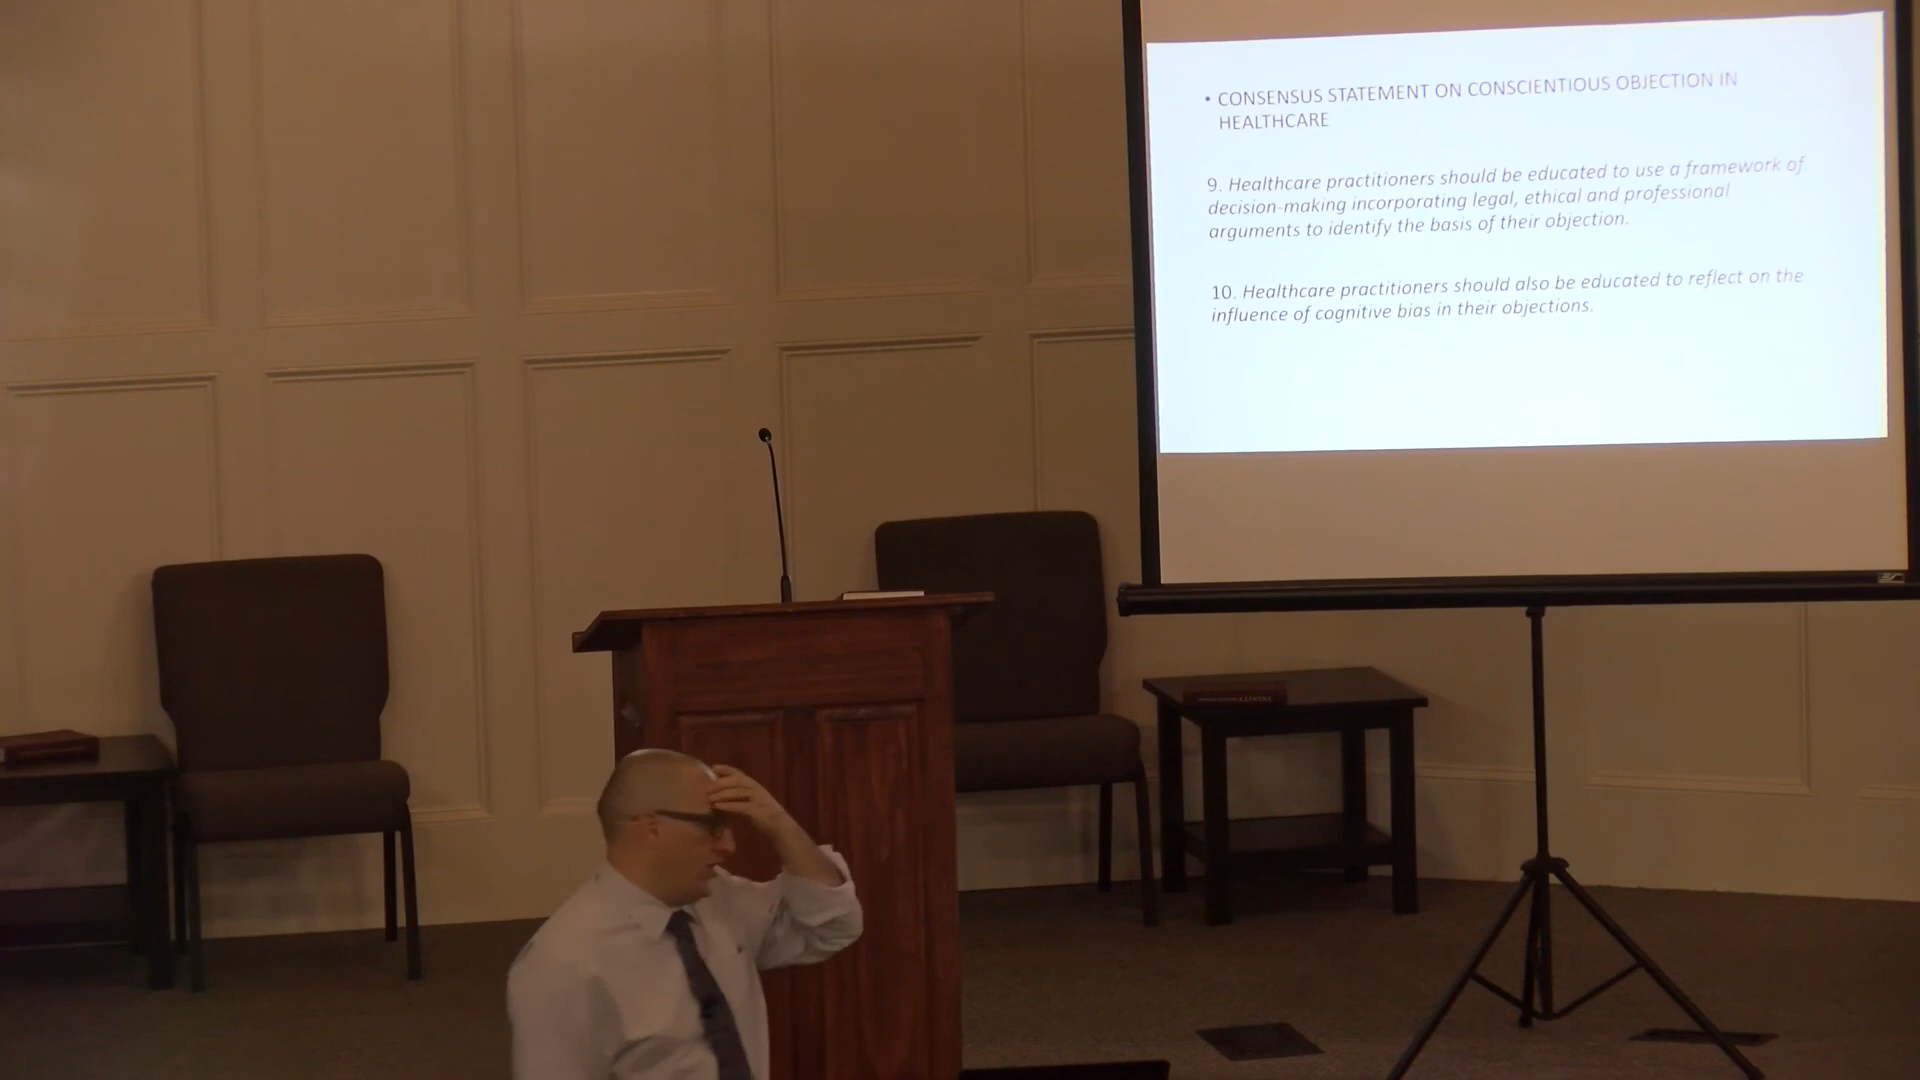 • CONSENSUS STATEMENT ON CONSCIENTIOUS OBJECTION IN
HEALTHCARE
9. Healthcare practitioners should be educated to use a framework of
decision-making incorporating legal, ethical and professional
arguments to identify the basis of their objection.
10. Healthcare practitioners should also be educated to reflect on the
influence of cognitive bias in their objections.